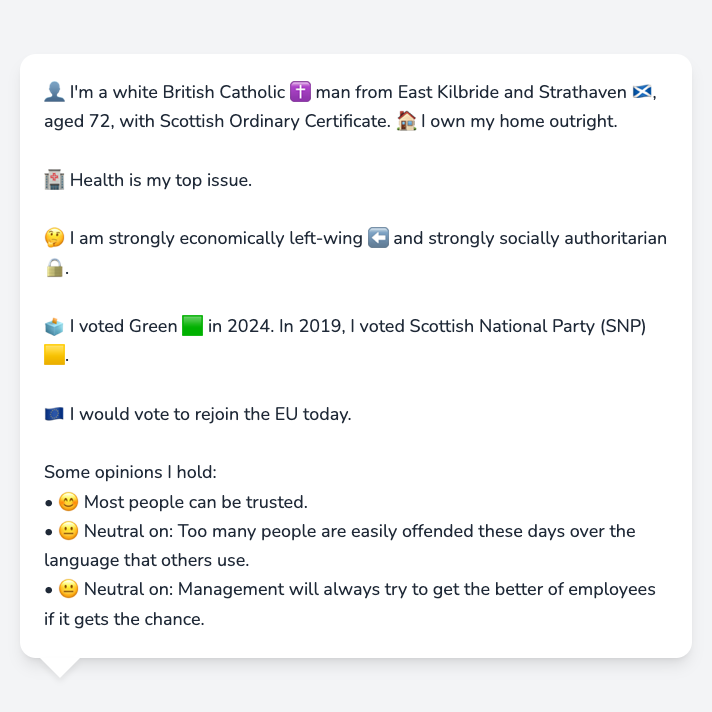 👤 I'm a white British Catholic ✝️ man from East Kilbride and Strathaven 🏴󠁧󠁢󠁳󠁣󠁴󠁿,
aged 72, with Scottish Ordinary Certificate. 🏠 I own my home outright.
🏥 Health is my top issue.
🤔 I am strongly economically left-wing ⬅️ and strongly socially authoritarian
🔒.
🗳️ I voted Green 🟩 in 2024. In 2019, I voted Scottish National Party (SNP)
🟨.
🇪🇺 I would vote to rejoin the EU today.
Some opinions I hold:
• 😊 Most people can be trusted.
• 😐 Neutral on: Too many people are easily offended these days over the
language that others use.
• 😐 Neutral on: Management will always try to get the better of employees
if it gets the chance.